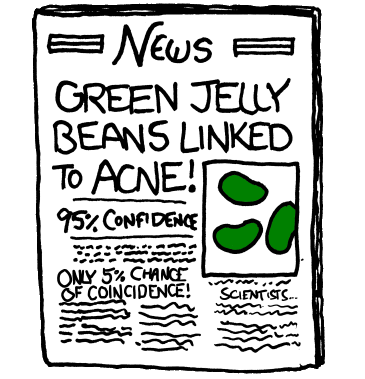 NEWS
GREEN JELLY
BEANS LINKED
TO ACNE!
95% CONFIDENCE
ONLY 5% CHANCE
OF COINCIDENCE!
SCIENTISTS...